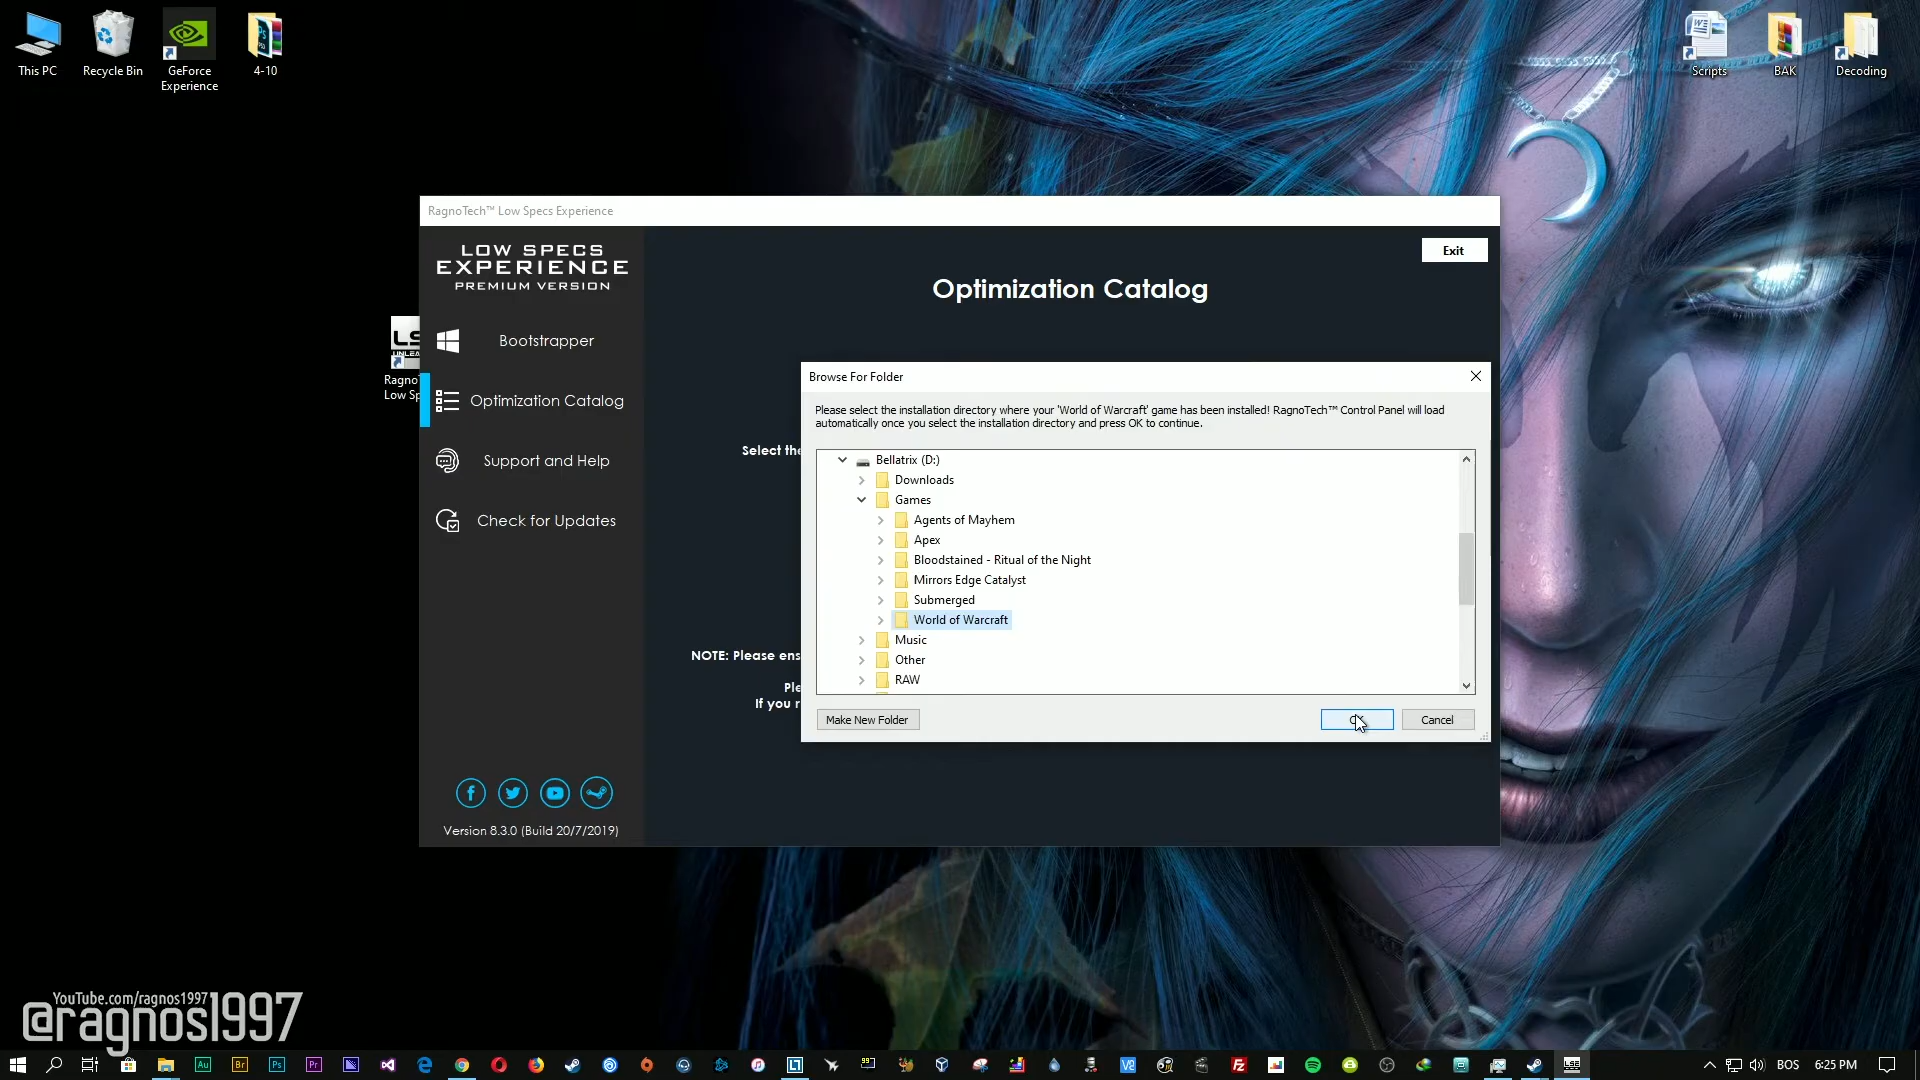 This PC
Recycle Bin
GeForce
Experience
4-10
Scripts
BAK
Decoding
RagnoTech™ Low Specs Experience
LOW SPECS
EXPERIENCE
PREMIUM VERSION
Exit
Optimization Catalog
Bootstrapper
Optimization Catalog
Support and Help
Check for Updates
Select the
NOTE: Please ens
Ple
If you r
Version 8.3.0 (Build 20/7/2019)
Browse For Folder
Please select the installation directory where your 'World of Warcraft' game has been installed! RagnoTech™ Control Panel will load
automatically once you select the installation directory and press OK to continue.
Bellatrix (D:)
Downloads
Games
Agents of Mayhem
Apex
Bloodstained - Ritual of the Night
Mirrors Edge Catalyst
Submerged
World of Warcraft
Music
Other
RAW
Make New Folder
Cancel
YouTube.com/ragnos1997
@ragnos1997
Au
Br
Ps
Pr
BOS
6:25 PM